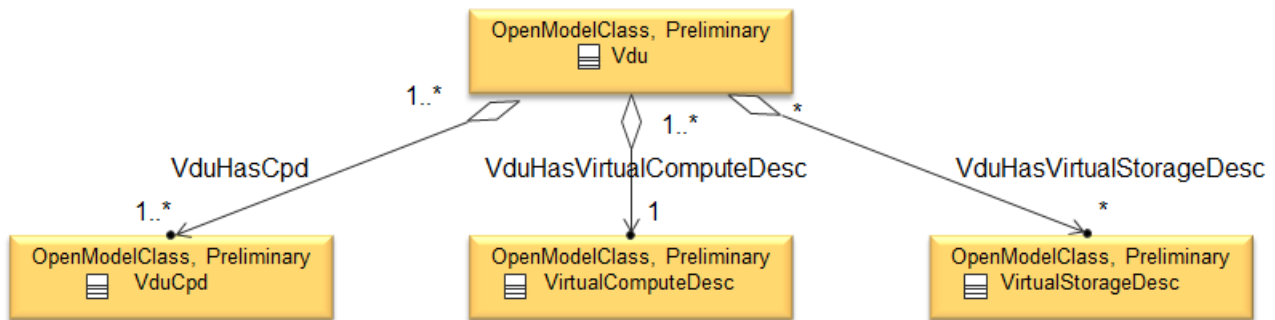 OpenModelClass, Preliminary
Vdu
1..*
1..*
*
VduHasCpd
VduHasVirtualComputeDesc
VduHasVirtualStorageDesc
1..*
1
*
OpenModelClass, Preliminary
VduCpd
OpenModelClass, Preliminary
VirtualComputeDesc
OpenModelClass, Preliminary
VirtualStorageDesc